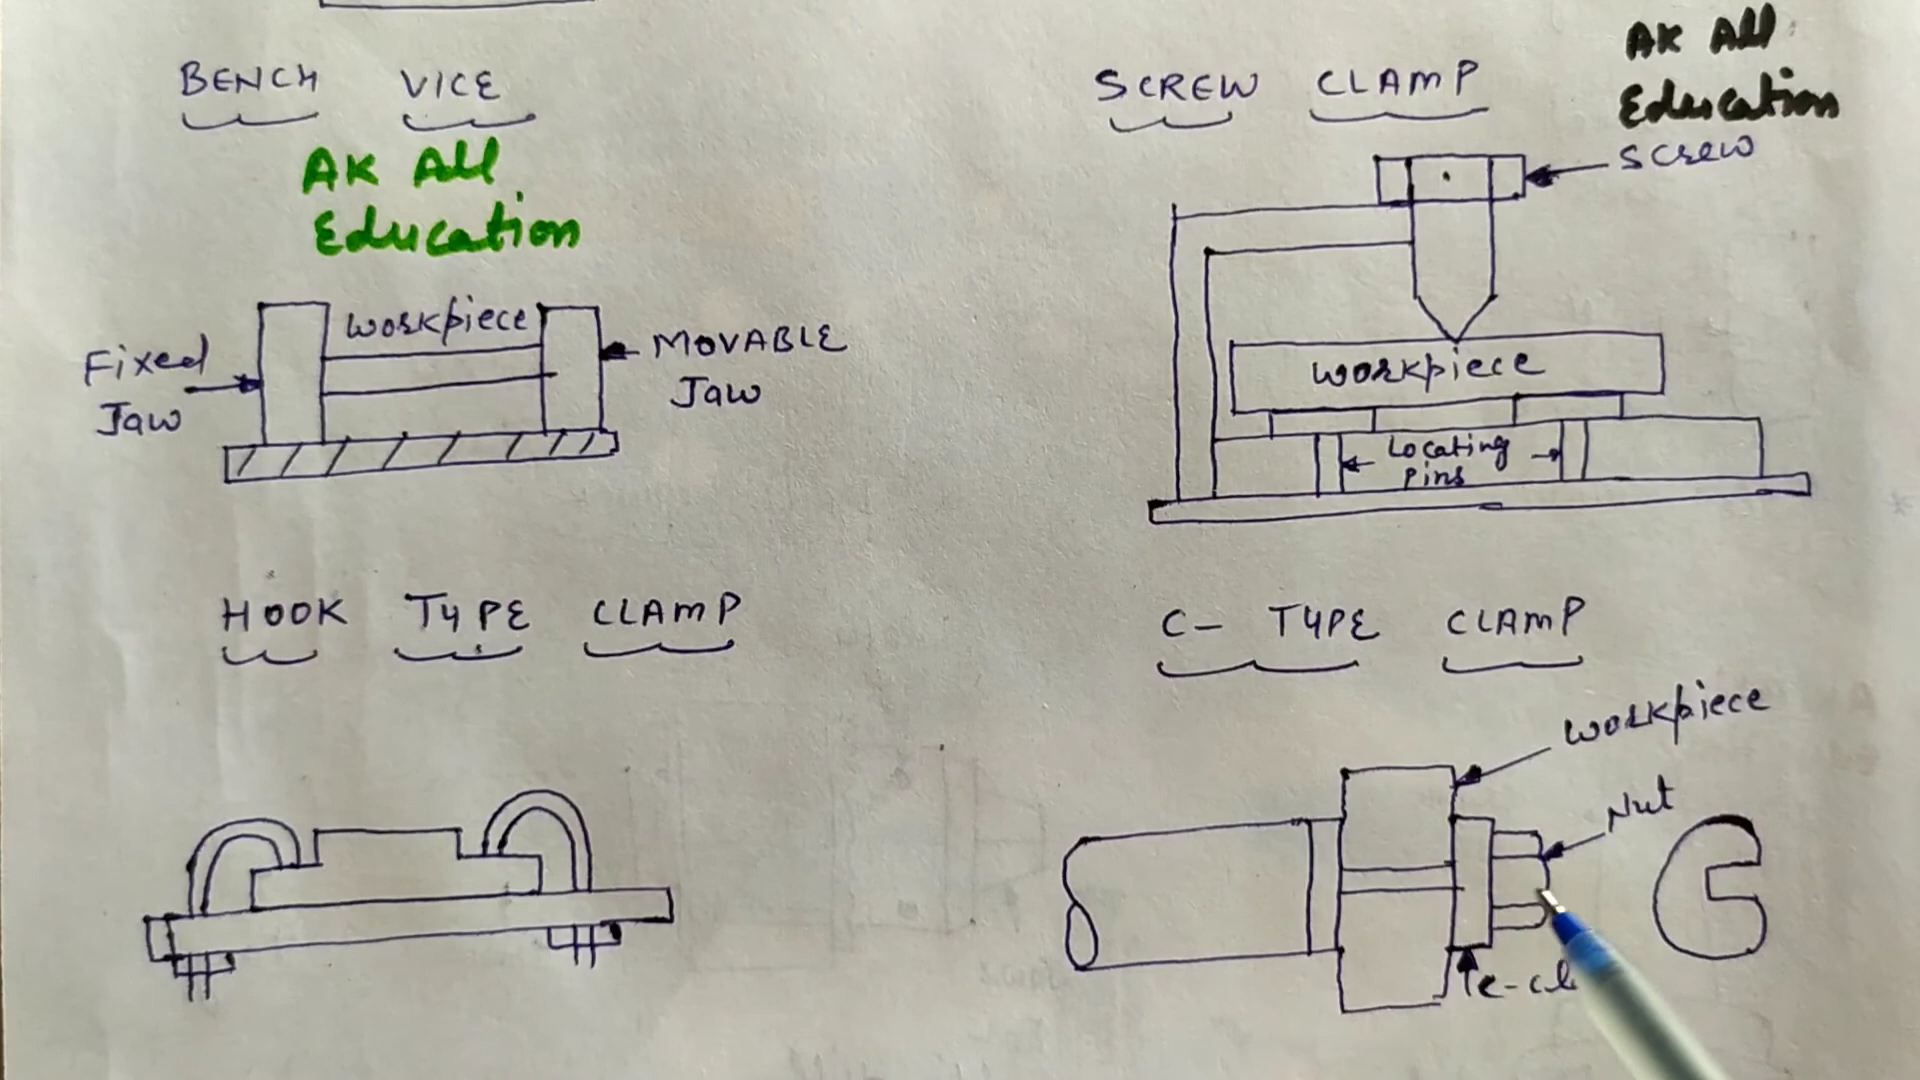 BENCH VICE
AK All
Education
Fixed
Jaw
workpiece
MOVABLE
Jaw
SCREW CLAMP
AK All
Education
screw
workpiece
Locating
Pins
HOOK TYPE CLAMP
C- TYPE CLAMP
workpiece
Nut